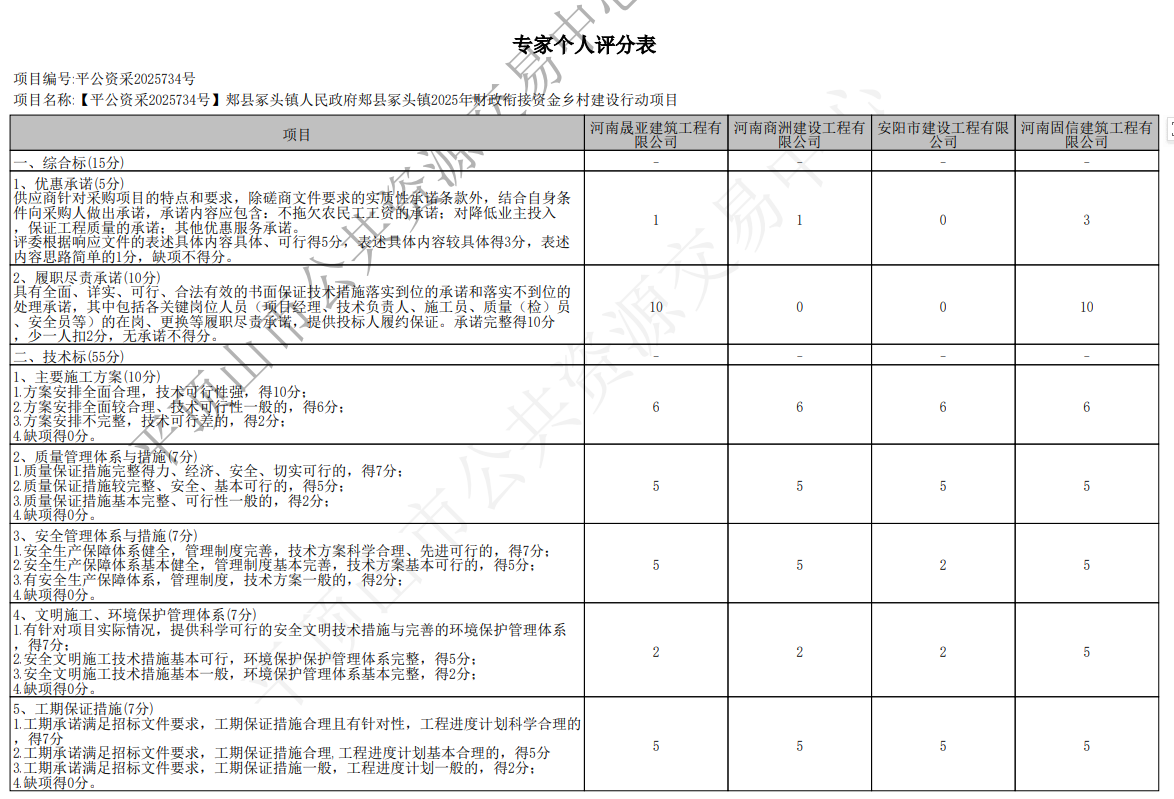 专家个人评分表
项目编号:平公资采2025734号
项目名称:【平公资采2025734号】郏县冢头镇人民政府郏县冢头镇2025年财政衔接资金乡村建设行动项目
项目 河南晟亚建筑工程有限公司 河南商洲建设工程有限公司 安阳市建设工程有限公司 河南固信建筑工程有限公司
一、综合标(15分) - - - -
1、优惠承诺(5分)
供应商针对采购项目的特点和要求，除磋商文件要求的实质性承诺条款外，结合自身条
件向采购人做出承诺，承诺内容应包含：不拖欠农民工工资的承诺；对降低业主投入
，保证工程质量的承诺；其他优惠服务承诺。
评委根据响应文件的表述具体内容具体、可行得5分，表述具体内容较具体得3分，表述
内容思路简单的1分，缺项不得分。
1 1 0 3
2、履职尽责承诺(10分)
具有全面、详实、可行、合法有效的书面保证技术措施落实到位的承诺和落实不到位的
处理承诺，其中包括各关键岗位人员（项目经理、技术负责人、施工员、质量（检）员
、安全员等）的在岗、更换等履职尽责承诺，提供投标人履约保证。承诺完整得10分
，少一人扣2分，无承诺不得分。
10 0 0 10
二、技术标(55分) - - - -
1、主要施工方案(10分)
1.方案安排全面合理，技术可行性强，得10分；
2.方案安排全面较合理、技术可行性一般的，得6分；
3.方案安排不完整，技术可行差的，得2分；
4.缺项得0分。
6 6 6 6
2、质量管理体系与措施(7分)
1.质量保证措施完整得力、经济、安全、切实可行的，得7分；
2.质量保证措施较完整、安全、基本可行的，得5分；
3.质量保证措施基本完整、可行性一般的，得2分；
4.缺项得0分。
5 5 5 5
3、安全管理体系与措施(7分)
1.安全生产保障体系健全，管理制度完善，技术方案科学合理、先进可行的，得7分；
2.安全生产保障体系基本健全，管理制度基本完善，技术方案基本可行的，得5分；
3.有安全生产保障体系，管理制度，技术方案一般的，得2分；
4.缺项得0分。
5 5 2 5
4、文明施工、环境保护管理体系(7分)
1.有针对项目实际情况，提供科学可行的安全文明技术措施与完善的环境保护管理体系
，得7分；
2.安全文明施工技术措施基本可行，环境保护保护管理体系完整，得5分；
3.安全文明施工技术措施基本一般，环境保护管理体系基本完整，得2分；
4.缺项得0分。
2 2 2 5
5、工期保证措施(7分)
1.工期承诺满足招标文件要求，工期保证措施合理且有针对性，工程进度计划科学合理的
，得7分
2.工期承诺满足招标文件要求，工期保证措施合理,工程进度计划基本合理的，得5分
3.工期承诺满足招标文件要求，工期保证措施一般，工程进度计划一般的，得2分；
4.缺项得0分。
5 5 5 5
平顶山市公共资源交易中心
平顶山市公共资源交易中心